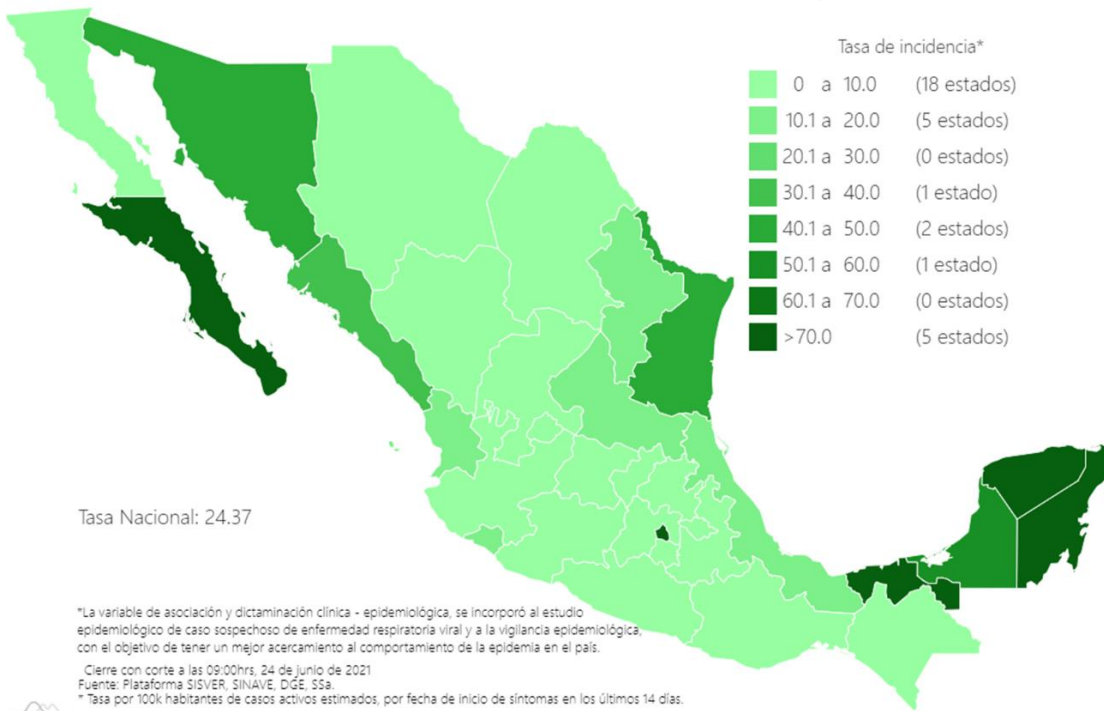 Tasa de incidencia*
0 a 10.0 (18 estados)
10.1 a 20.0 (5 estados)
20.1 a 30.0 (0 estados)
30.1 a 40.0 (1 estado)
40.1 a 50.0 (2 estados)
50.1 a 60.0 (1 estado)
60.1 a 70.0 (0 estados)
>70.0 (5 estados)
Tasa Nacional: 24.37
*La variable de asociación y dictaminación clínica - epidemiológica, se incorporó al estudio
epidemiológico de caso sospechoso de enfermedad respiratoria viral y a la vigilancia epidemiológica,
con el objetivo de tener un mejor acercamiento al comportamiento de la epidemia en el país.
Cierre con corte a las 09:00hrs, 24 de junio de 2021
Fuente: Plataforma SISVER, SINAVE, DGE, SSa.
* Tasa por 100k habitantes de casos activos estimados, por fecha de inicio de síntomas en los últimos 14 días.